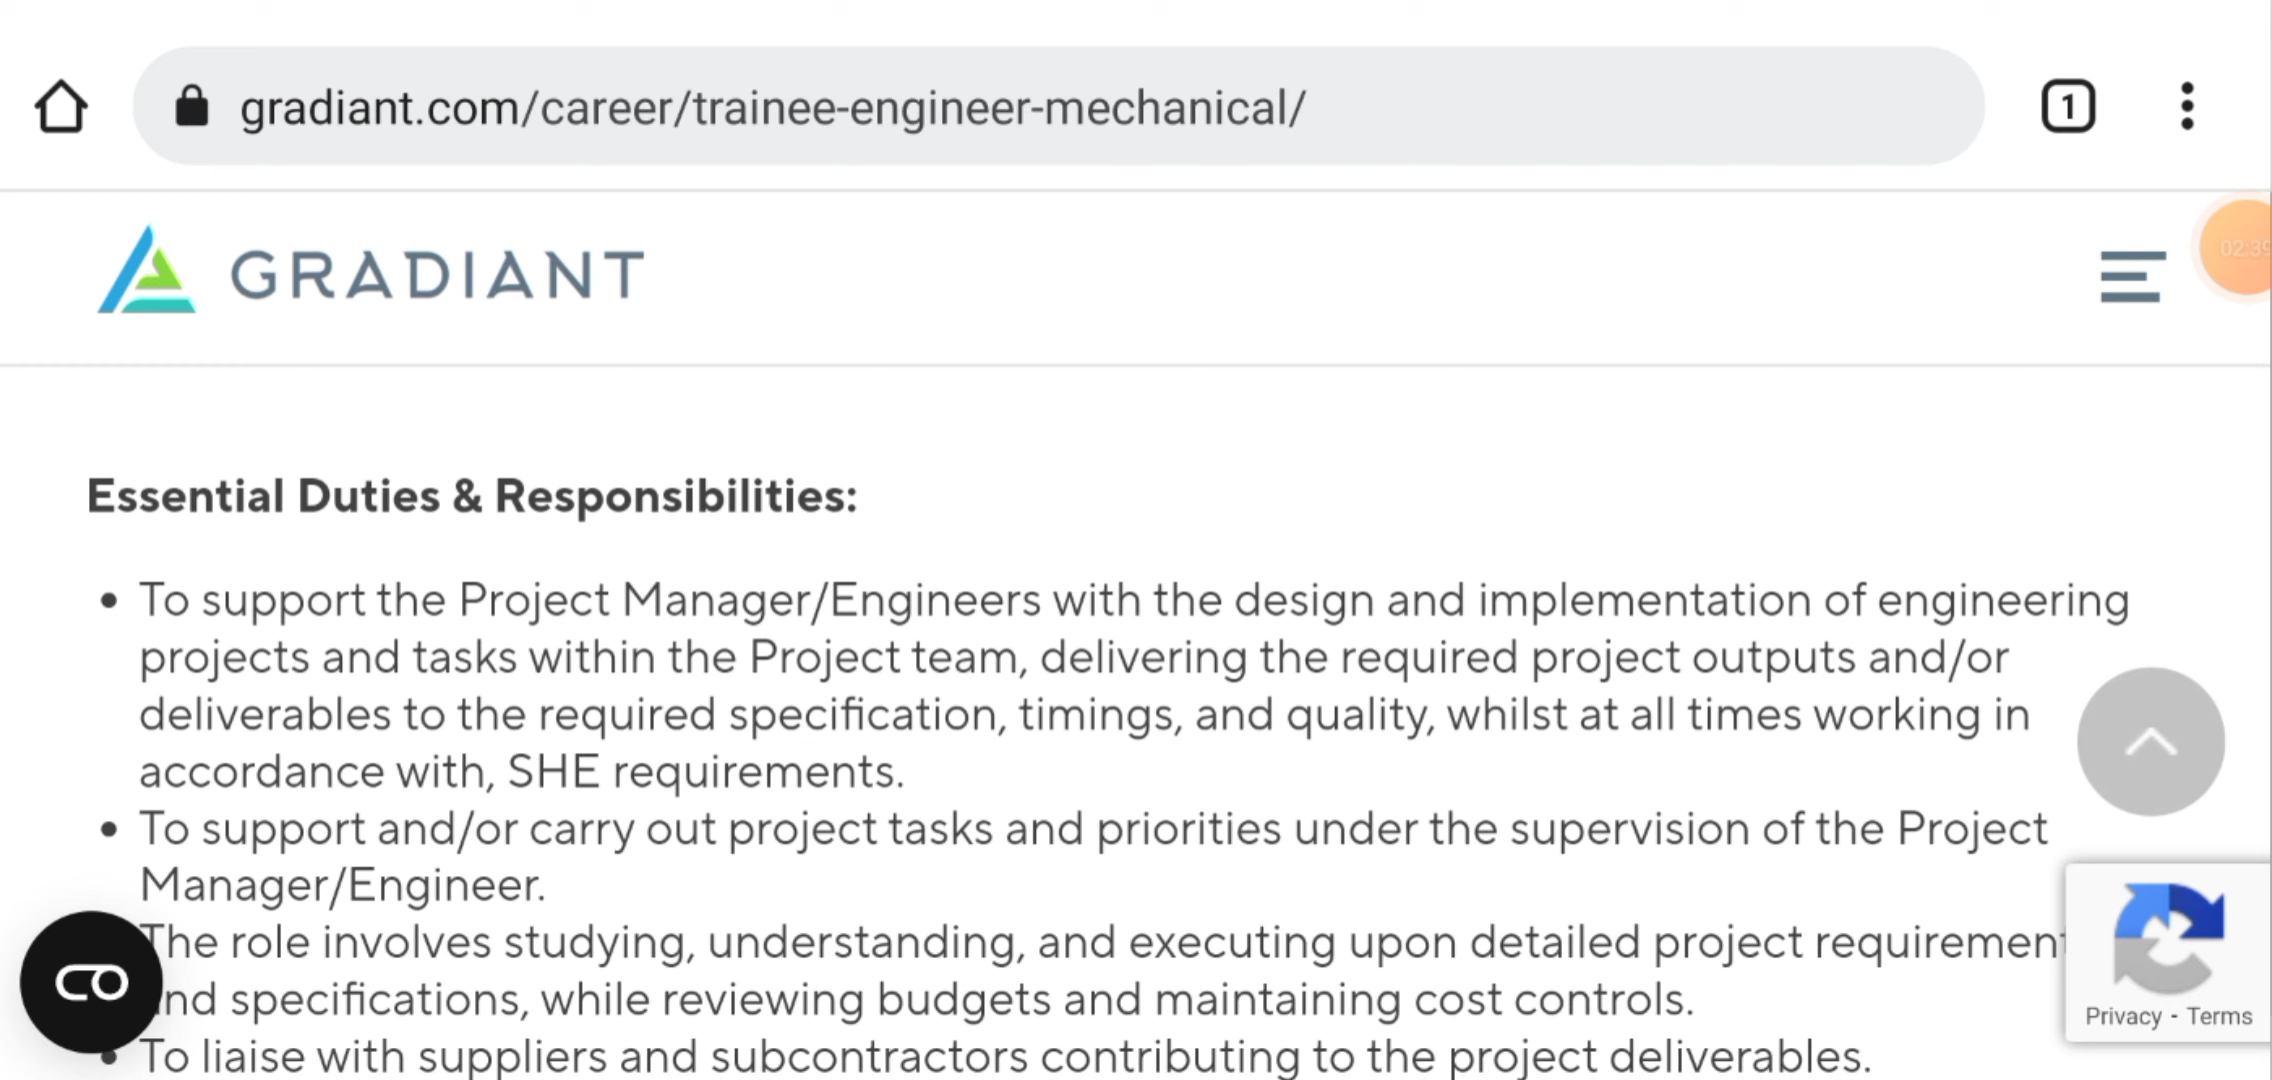 gradiant.com/career/trainee-engineer-mechanical/
1
GRADIANT
02:39
Essential Duties & Responsibilities:
To support the Project Manager/Engineers with the design and implementation of engineering
projects and tasks within the Project team, delivering the required project outputs and/or
deliverables to the required specification, timings, and quality, whilst at all times working in
accordance with, SHE requirements.
To support and/or carry out project tasks and priorities under the supervision of the Project
Manager/Engineer.
The role involves studying, understanding, and executing upon detailed project requirement
and specifications, while reviewing budgets and maintaining cost controls.
To liaise with suppliers and subcontractors contributing to the project deliverables.
Privacy - Terms